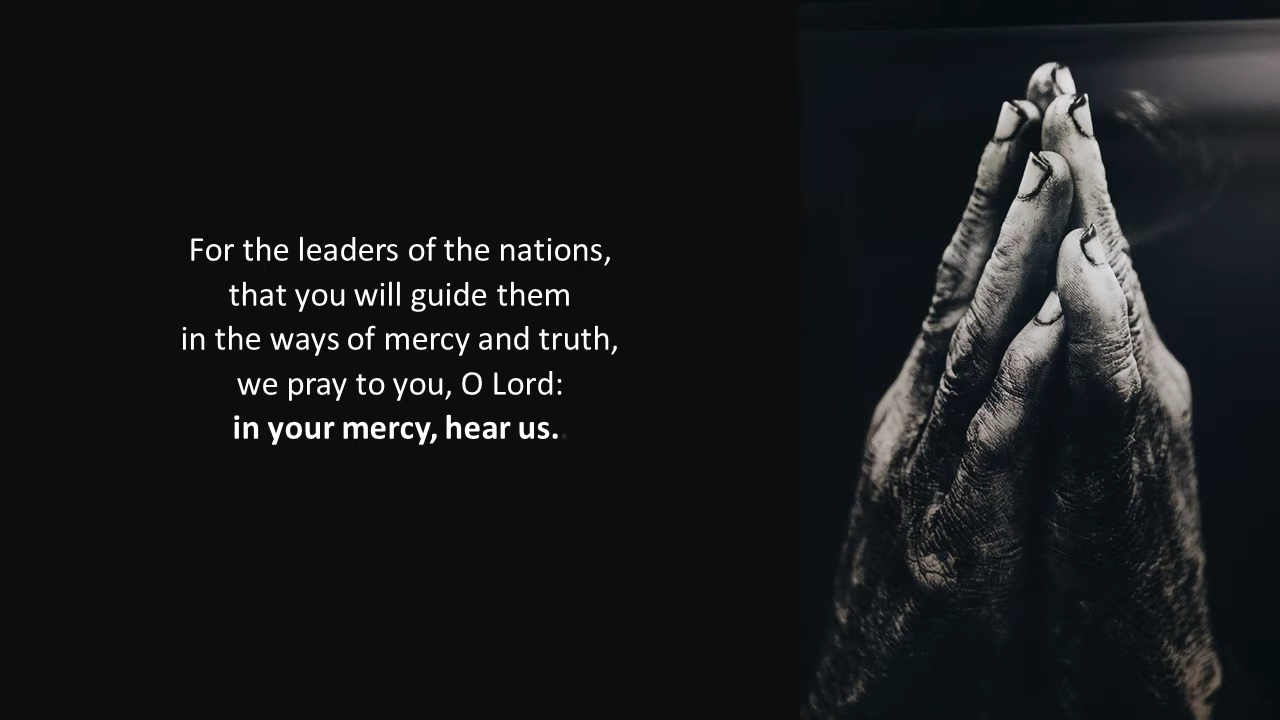 For the leaders of the nations,
that you will guide them
in the ways of mercy and truth,
we pray to you, O Lord:
in your mercy, hear us..